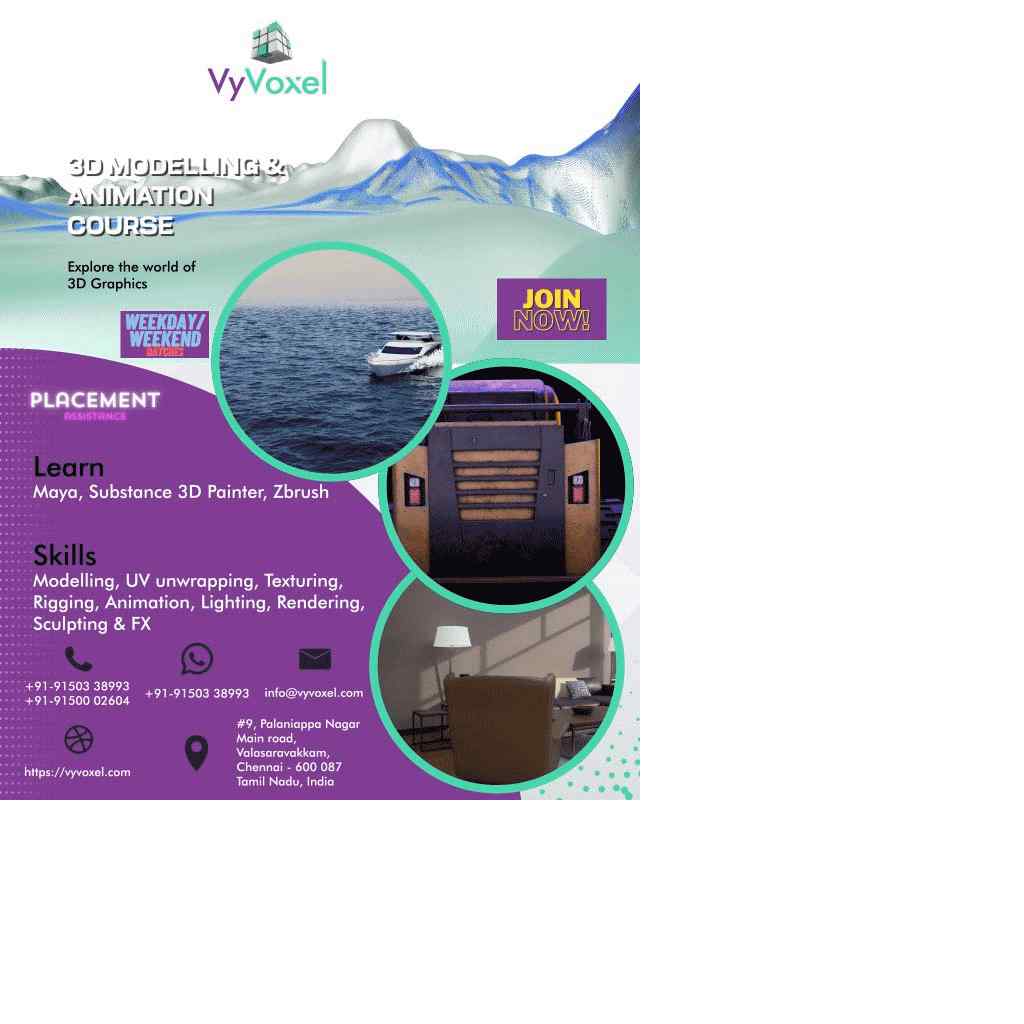 VyVoxel
3D MODELLING &
ANIMATION
COURSE
Explore the world of
3D Graphics
JOIN
NOW!
WEEKDAY/
WEEKEND
BATCHES
PLACEMENT
ASSISTANCE
Learn
Maya, Substance 3D Painter, Zbrush
Skills
Modelling, UV unwrapping, Texturing,
Rigging, Animation, Lighting, Rendering,
Sculpting & FX
+91-91503 38993
+91-91500 02604
+91-91503 38993
info@vyvoxel.com
https://vyvoxel.com
#9, Palaniappa Nagar
Main road,
Valasaravakkam,
Chennai - 600 087
Tamil Nadu, India